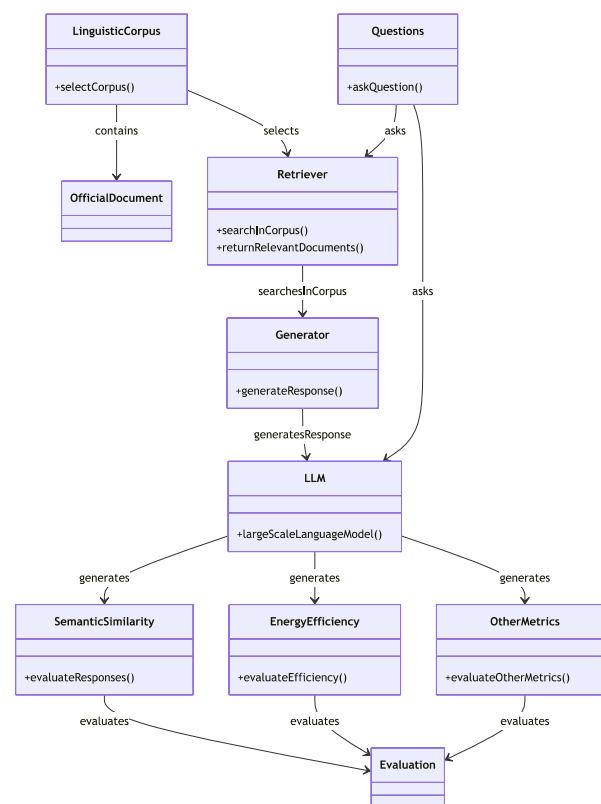 LinguisticCorpus
+selectCorpus()
Questions
+askQuestion()
contains
selects
asks
OfficialDocument
Retriever
+searchInCorpus()
+returnRelevantDocuments()
searchesInCorpus
asks
Generator
+generateResponse()
generatesResponse
LLM
+largeScaleLanguageModel()
generates
generates
generates
SemanticSimilarity
+evaluateResponses()
EnergyEfficiency
+evaluateEfficiency()
OtherMetrics
+evaluateOtherMetrics()
evaluates
evaluates
evaluates
Evaluation